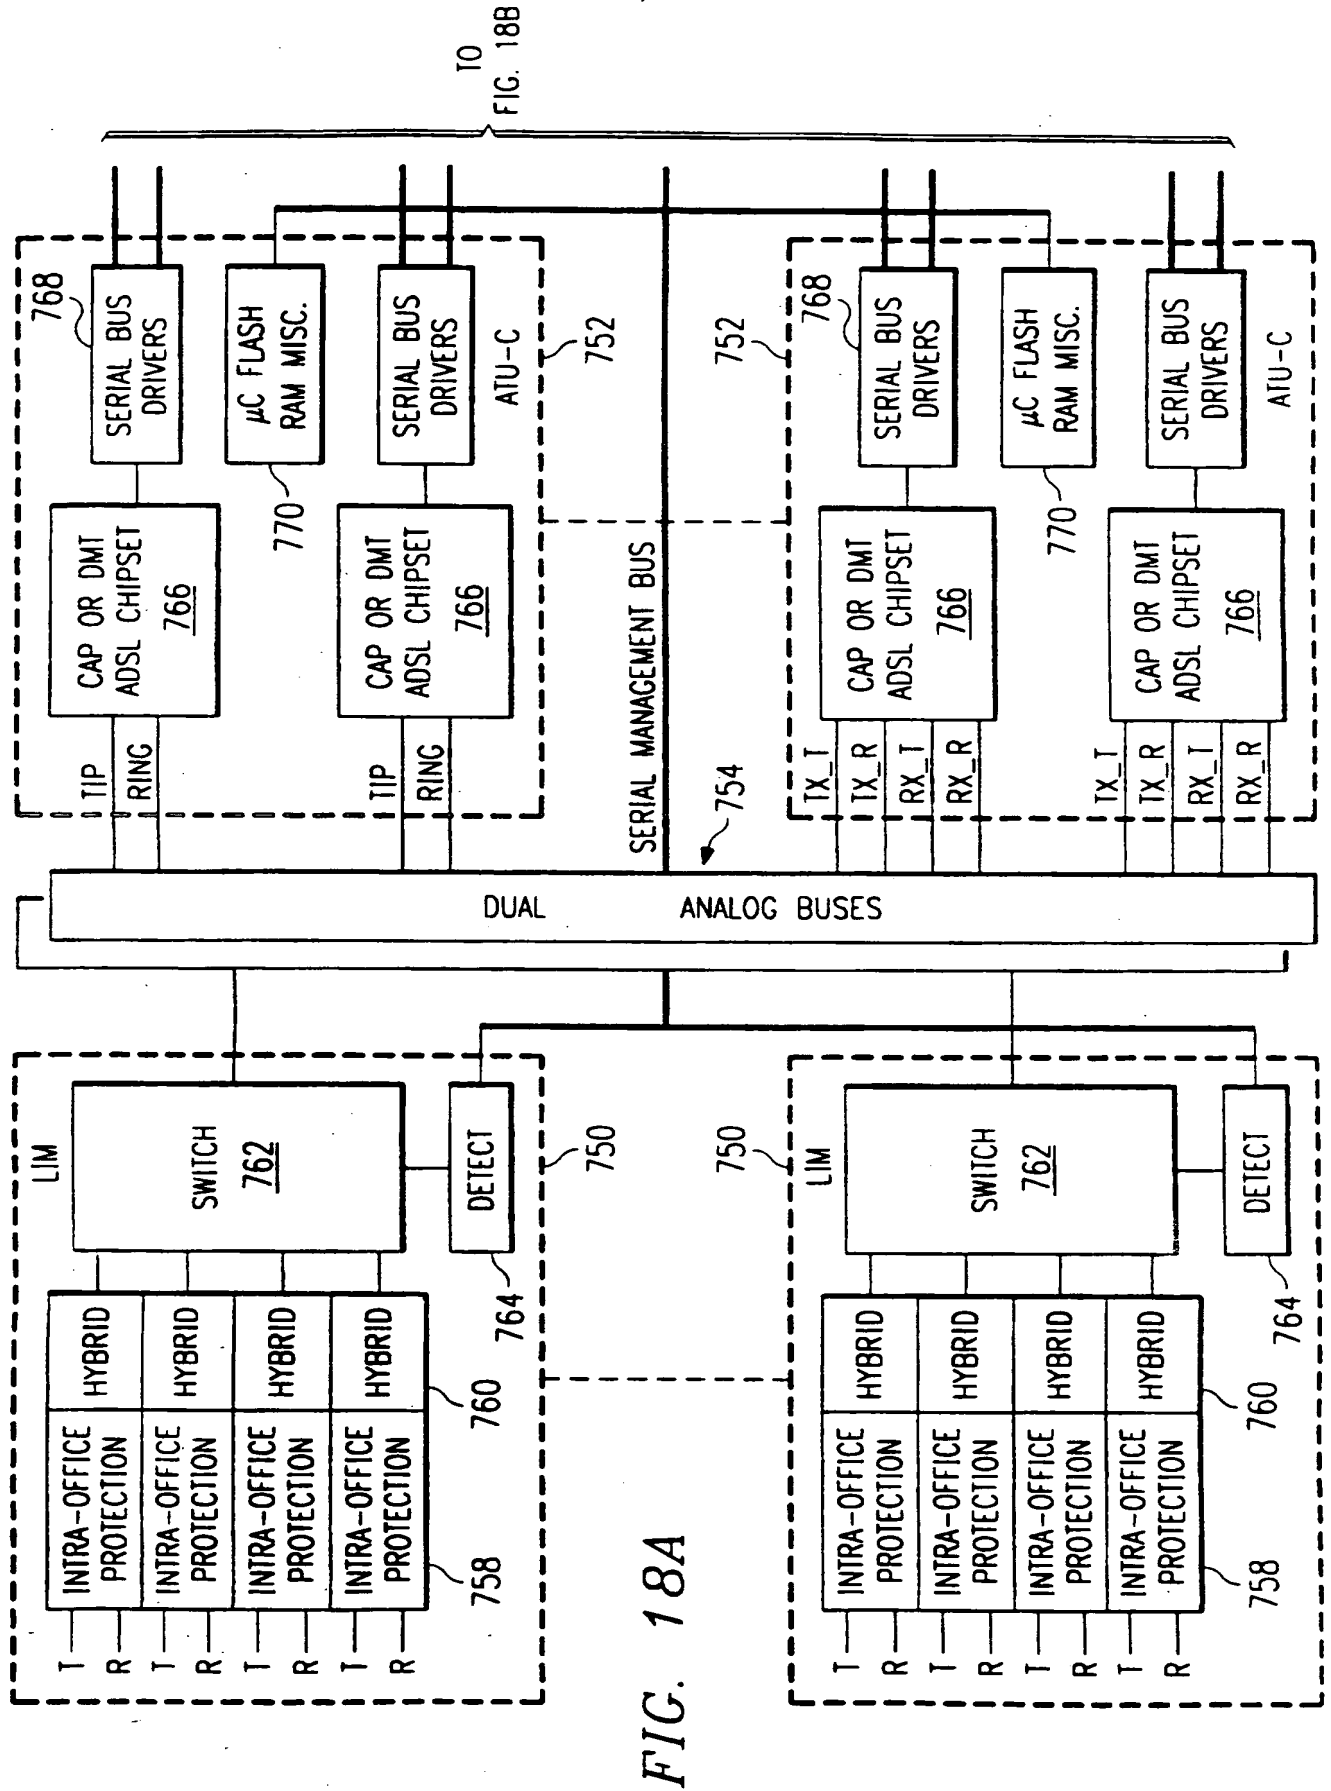 TO
FIG. 18B
768
SERIAL BUS
DRIVERS
µC FLASH
RAM MISC.
SERIAL BUS
DRIVERS
ATU-C
752
770
CAP OR DMT
ADSL CHIPSET
766
CAP OR DMT
ADSL CHIPSET
766
TIP
RING
TIP
RING
SERIAL MANAGEMENT BUS
754
752
768
SERIAL BUS
DRIVERS
µC FLASH
RAM MISC.
SERIAL BUS
DRIVERS
ATU-C
770
CAP OR DMT
ADSL CHIPSET
766
CAP OR DMT
ADSL CHIPSET
766
TX_T
TX_R
RX_T
RX_R
TX_T
TX_R
RX_T
RX_R
DUAL ANALOG BUSES
LIM
SWITCH
762
DETECT
750
764
HYBRID
HYBRID
HYBRID
HYBRID
760
INTRA-OFFICE
PROTECTION
INTRA-OFFICE
PROTECTION
INTRA-OFFICE
PROTECTION
INTRA-OFFICE
PROTECTION
758
T
R
T
R
T
R
T
R
750
LIM
SWITCH
762
DETECT
764
HYBRID
HYBRID
HYBRID
HYBRID
760
INTRA-OFFICE
PROTECTION
INTRA-OFFICE
PROTECTION
INTRA-OFFICE
PROTECTION
INTRA-OFFICE
PROTECTION
758
T
R
T
R
T
R
T
R
FIG. 18A